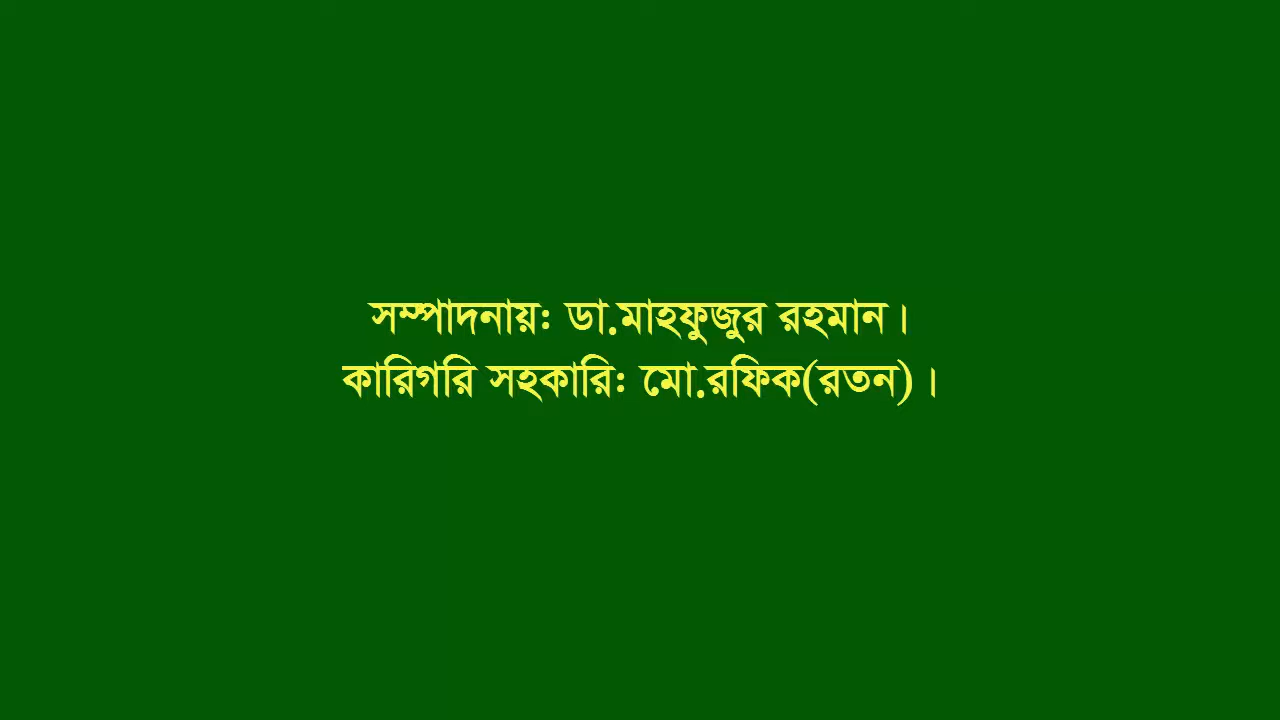 সম্পাদনায়ঃ ডা.মাহফুজুর রহমান।
কারিগরি সহকারিঃ মো.রফিক(রতন) ।